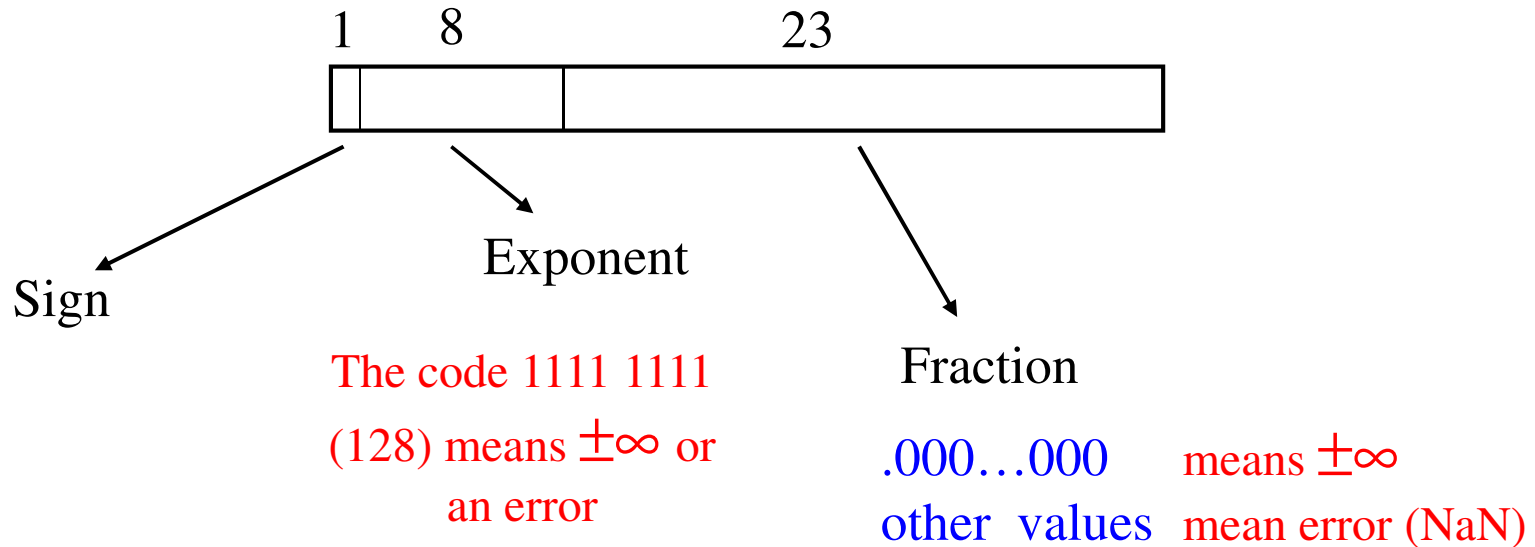 1 8 23
Exponent
Sign
The code 1111 1111
(128) means ±∞ or
an error
Fraction
.000…000 means ±∞
other values mean error (NaN)